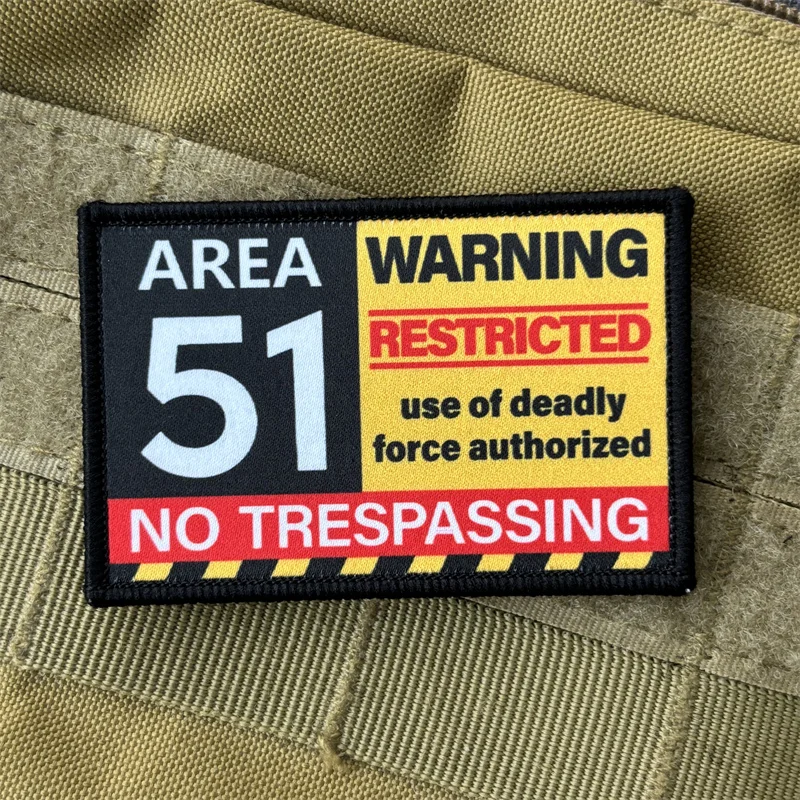 AREA
51
WARNING
RESTRICTED
use of deadly
force authorized
NO TRESPASSING